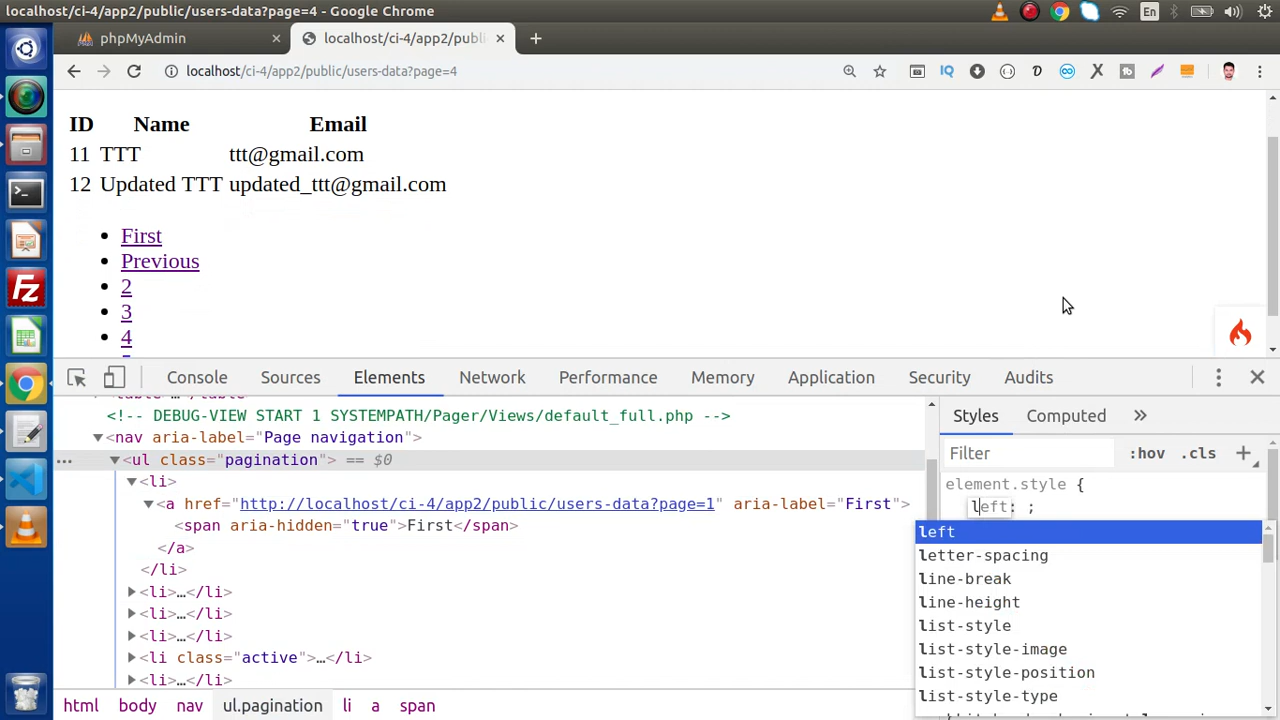 localhost/ci-4/app2/public/users-data?page=4 - Google Chrome
En
phpMyAdmin
localhost/ci-4/app2/publ
localhost/ci-4/app2/public/users-data?page=4
IQ
ID Name Email
11 TTT ttt@gmail.com
12 Updated TTT updated_ttt@gmail.com
• First
• Previous
• 2
• 3
• 4
Console Sources Elements Network Performance Memory Application Security Audits
<!-- DEBUG-VIEW START 1 SYSTEMPATH/Pager/Views/default_full.php -->
<nav aria-label="Page navigation">
<ul class="pagination"> == $0
<li>
<a href="http://localhost/ci-4/app2/public/users-data?page=1" aria-label="First">
<span aria-hidden="true">First</span>
</a>
</li>
<li>…</li>
<li>…</li>
<li>…</li>
<li class="active">…</li>
<li>…</li>
html body nav ul.pagination li a span
Styles Computed
Filter :hov .cls
element.style {
left: ;
left
letter-spacing
line-break
line-height
list-style
list-style-image
list-style-position
list-style-type